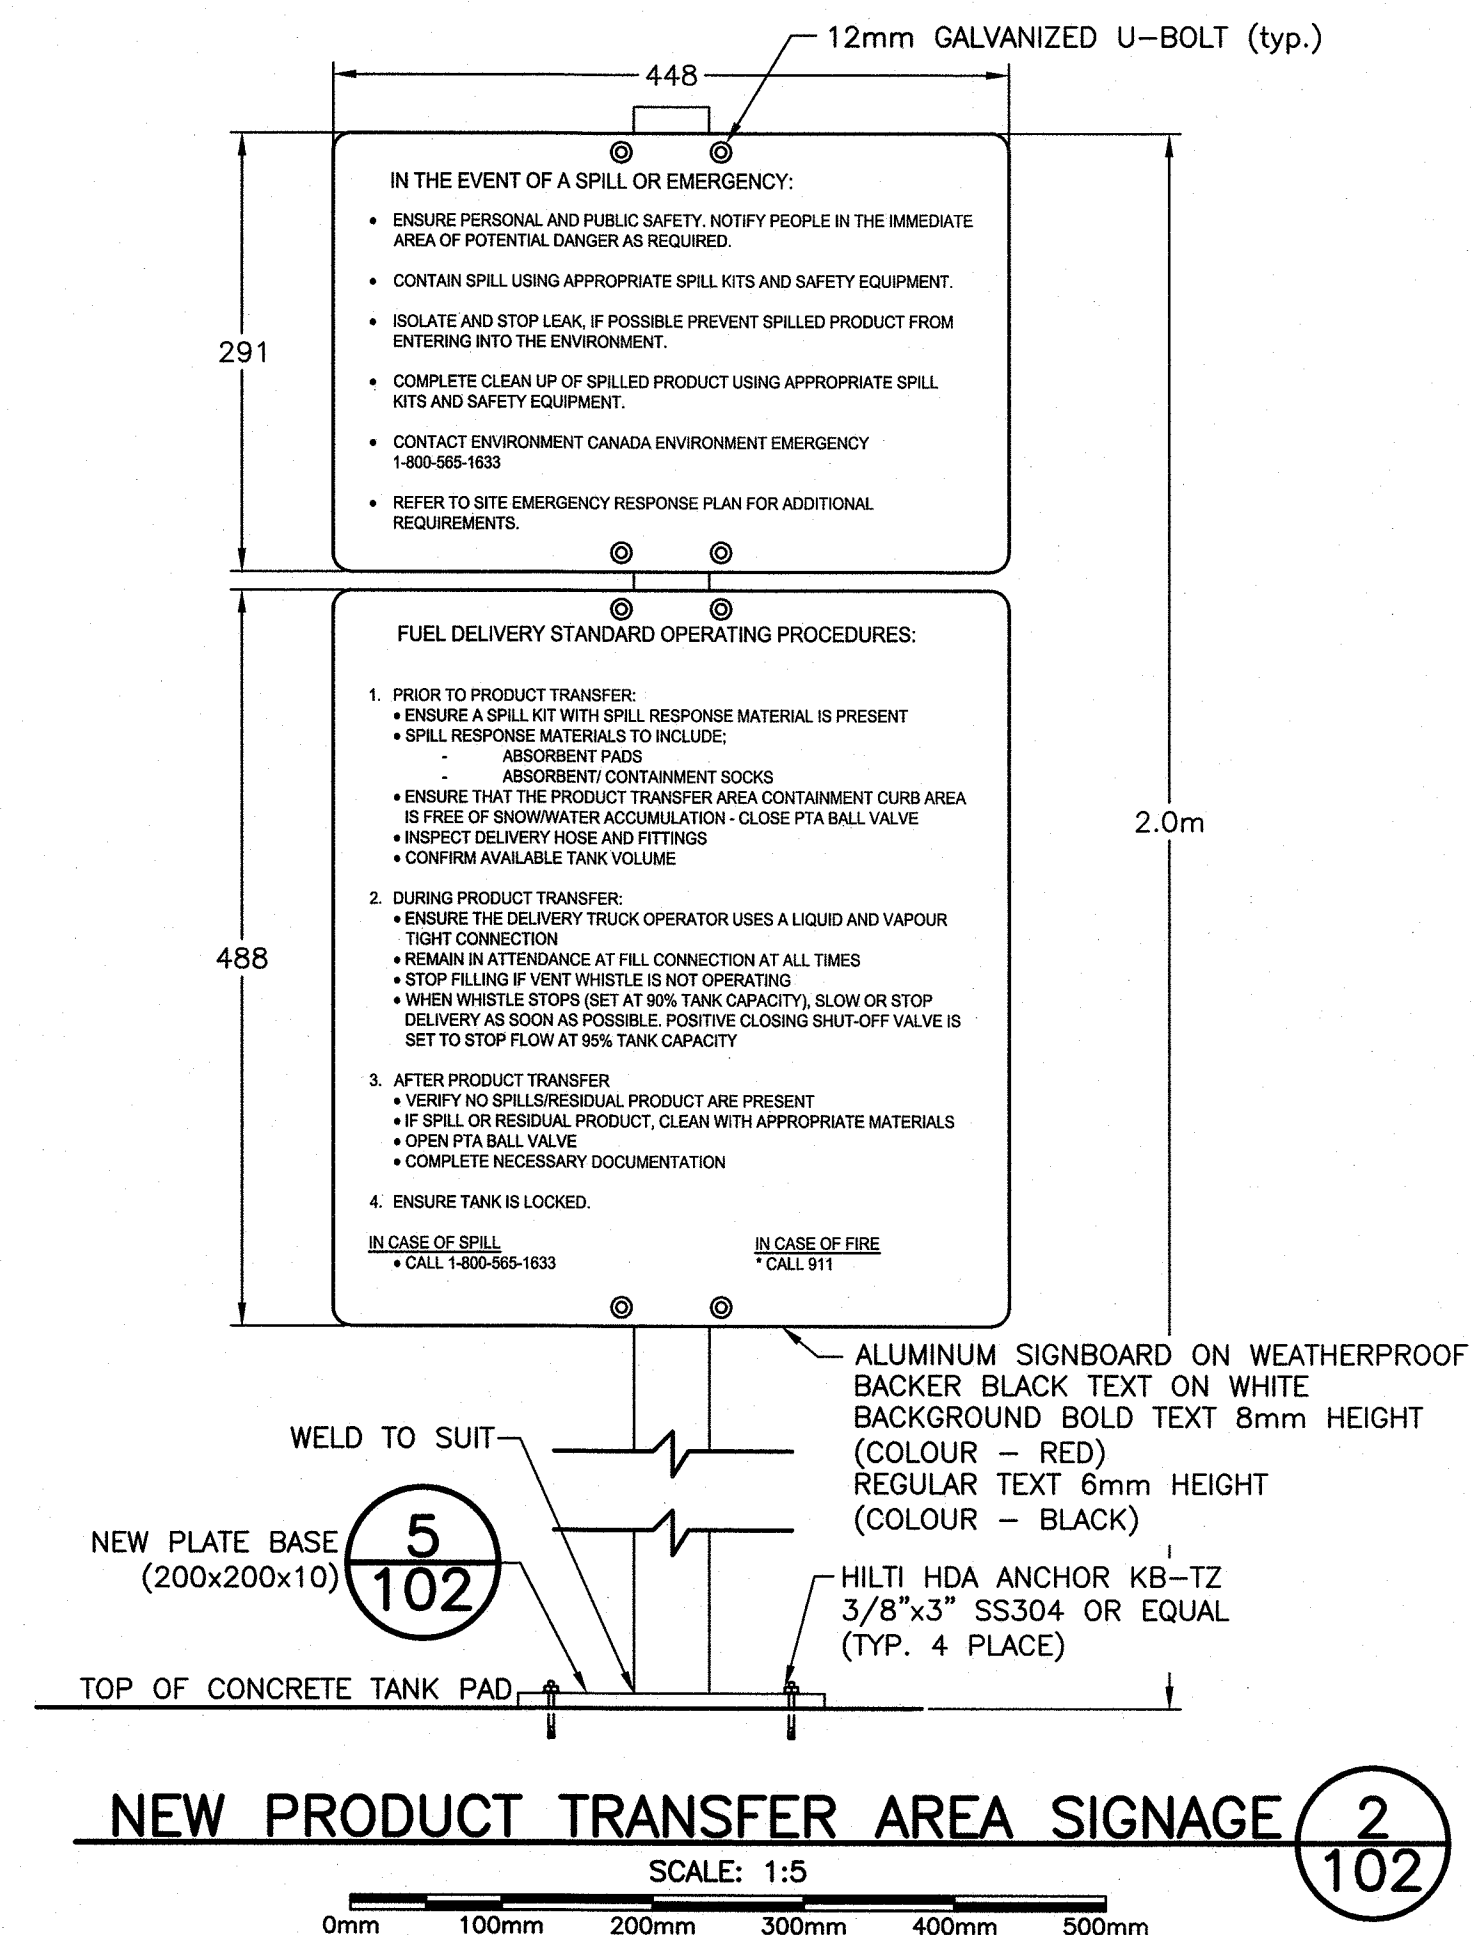 12mm GALVANIZED U-BOLT (typ.)
448
IN THE EVENT OF A SPILL OR EMERGENCY:
• ENSURE PERSONAL AND PUBLIC SAFETY. NOTIFY PEOPLE IN THE IMMEDIATE
AREA OF POTENTIAL DANGER AS REQUIRED.
• CONTAIN SPILL USING APPROPRIATE SPILL KITS AND SAFETY EQUIPMENT.
• ISOLATE AND STOP LEAK, IF POSSIBLE PREVENT SPILLED PRODUCT FROM
ENTERING INTO THE ENVIRONMENT.
291
• COMPLETE CLEAN UP OF SPILLED PRODUCT USING APPROPRIATE SPILL
KITS AND SAFETY EQUIPMENT.
• CONTACT ENVIRONMENT CANADA ENVIRONMENT EMERGENCY
1-800-565-1633
• REFER TO SITE EMERGENCY RESPONSE PLAN FOR ADDITIONAL
REQUIREMENTS.
FUEL DELIVERY STANDARD OPERATING PROCEDURES:
1. PRIOR TO PRODUCT TRANSFER:
• ENSURE A SPILL KIT WITH SPILL RESPONSE MATERIAL IS PRESENT
• SPILL RESPONSE MATERIALS TO INCLUDE;
- ABSORBENT PADS
- ABSORBENT/ CONTAINMENT SOCKS
• ENSURE THAT THE PRODUCT TRANSFER AREA CONTAINMENT CURB AREA
IS FREE OF SNOW/WATER ACCUMULATION - CLOSE PTA BALL VALVE
• INSPECT DELIVERY HOSE AND FITTINGS
• CONFIRM AVAILABLE TANK VOLUME
2.0m
2. DURING PRODUCT TRANSFER:
• ENSURE THE DELIVERY TRUCK OPERATOR USES A LIQUID AND VAPOUR
TIGHT CONNECTION
• REMAIN IN ATTENDANCE AT FILL CONNECTION AT ALL TIMES
488
• STOP FILLING IF VENT WHISTLE IS NOT OPERATING
• WHEN WHISTLE STOPS (SET AT 90% TANK CAPACITY), SLOW OR STOP
DELIVERY AS SOON AS POSSIBLE. POSITIVE CLOSING SHUT-OFF VALVE IS
SET TO STOP FLOW AT 95% TANK CAPACITY
3. AFTER PRODUCT TRANSFER
• VERIFY NO SPILLS/RESIDUAL PRODUCT ARE PRESENT
• IF SPILL OR RESIDUAL PRODUCT, CLEAN WITH APPROPRIATE MATERIALS
• OPEN PTA BALL VALVE
• COMPLETE NECESSARY DOCUMENTATION
4. ENSURE TANK IS LOCKED.
IN CASE OF SPILL
• CALL 1-800-565-1633
IN CASE OF FIRE
* CALL 911
ALUMINUM SIGNBOARD ON WEATHERPROOF
BACKER BLACK TEXT ON WHITE
BACKGROUND BOLD TEXT 8mm HEIGHT
(COLOUR - RED)
REGULAR TEXT 6mm HEIGHT
(COLOUR - BLACK)
WELD TO SUIT
NEW PLATE BASE
(200x200x10)
5
102
HILTI HDA ANCHOR KB-TZ
3/8"x3" SS304 OR EQUAL
(TYP. 4 PLACE)
TOP OF CONCRETE TANK PAD
NEW PRODUCT TRANSFER AREA SIGNAGE
2
102
SCALE: 1:5
0mm 100mm 200mm 300mm 400mm 500mm